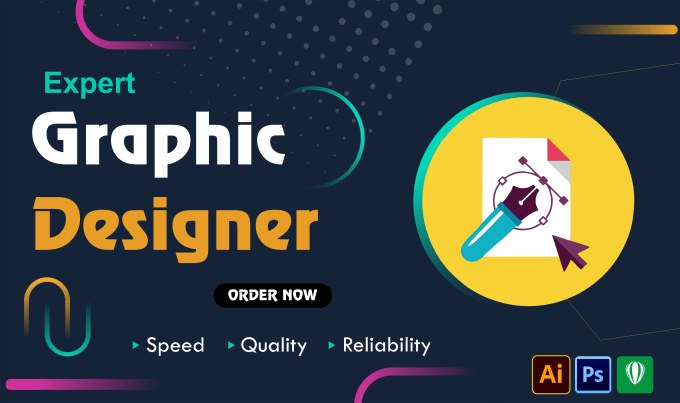 Expert
Graphic
Designer
ORDER NOW
Speed Quality Reliability
Ai Ps